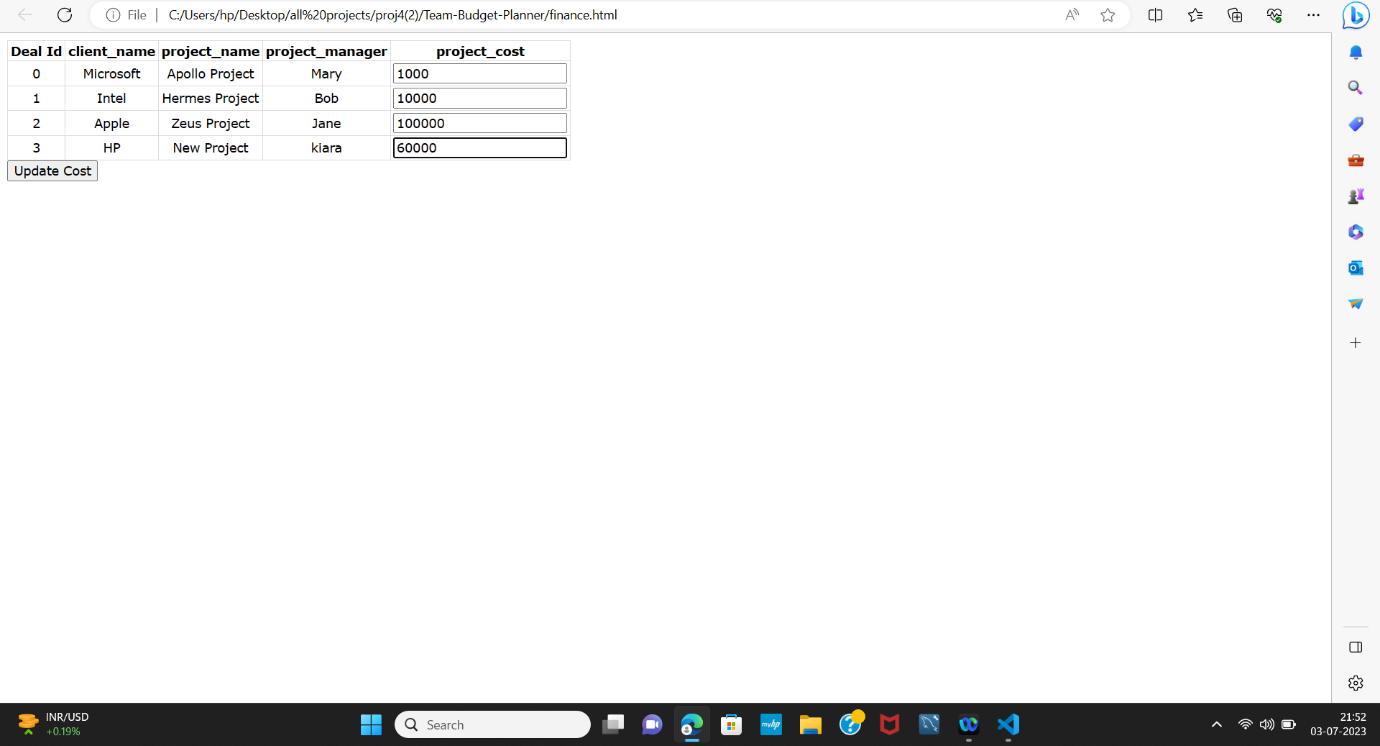 File C:/Users/hp/Desktop/all%20projects/proj4(2)/Team-Budget-Planner/finance.html
Deal Id client_name project_name project_manager project_cost
0 Microsoft Apollo Project Mary 1000
1 Intel Hermes Project Bob 10000
2 Apple Zeus Project Jane 100000
3 HP New Project kiara 60000
Update Cost
INR/USD
+0.19%
Search
myhp
21:52
03-07-2023